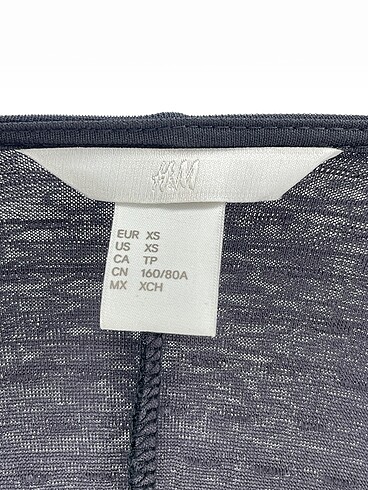 H&M
EUR XS
US XS
CA TP
CN 160/80A
MX XCH